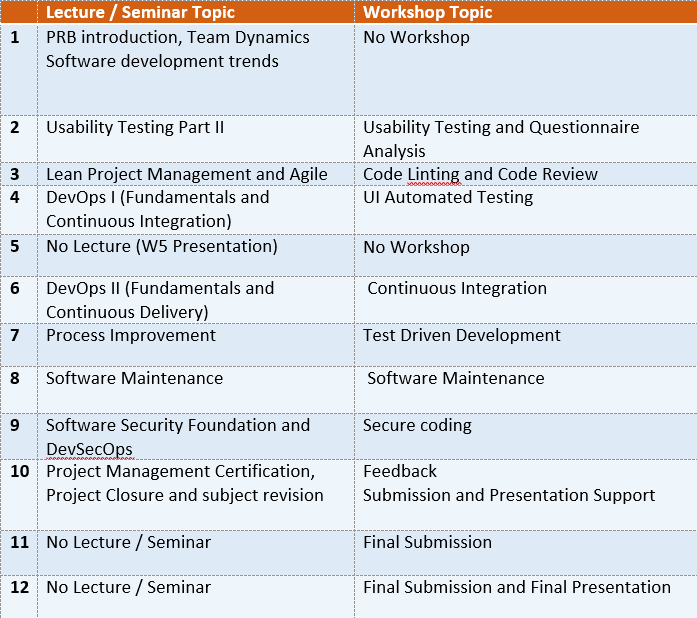 Lecture / Seminar Topic Workshop Topic
1 PRB introduction, Team Dynamics No Workshop
Software development trends
2 Usability Testing Part II Usability Testing and Questionnaire
Analysis
3 Lean Project Management and Agile Code Linting and Code Review
4 DevOps I (Fundamentals and UI Automated Testing
Continuous Integration)
5 No Lecture (W5 Presentation) No Workshop
6 DevOps II (Fundamentals and Continuous Integration
Continuous Delivery)
7 Process Improvement Test Driven Development
8 Software Maintenance Software Maintenance
9 Software Security Foundation and Secure coding
DevSecOps
10 Project Management Certification, Feedback
Project Closure and subject revision Submission and Presentation Support
11 No Lecture / Seminar Final Submission
12 No Lecture / Seminar Final Submission and Final Presentation